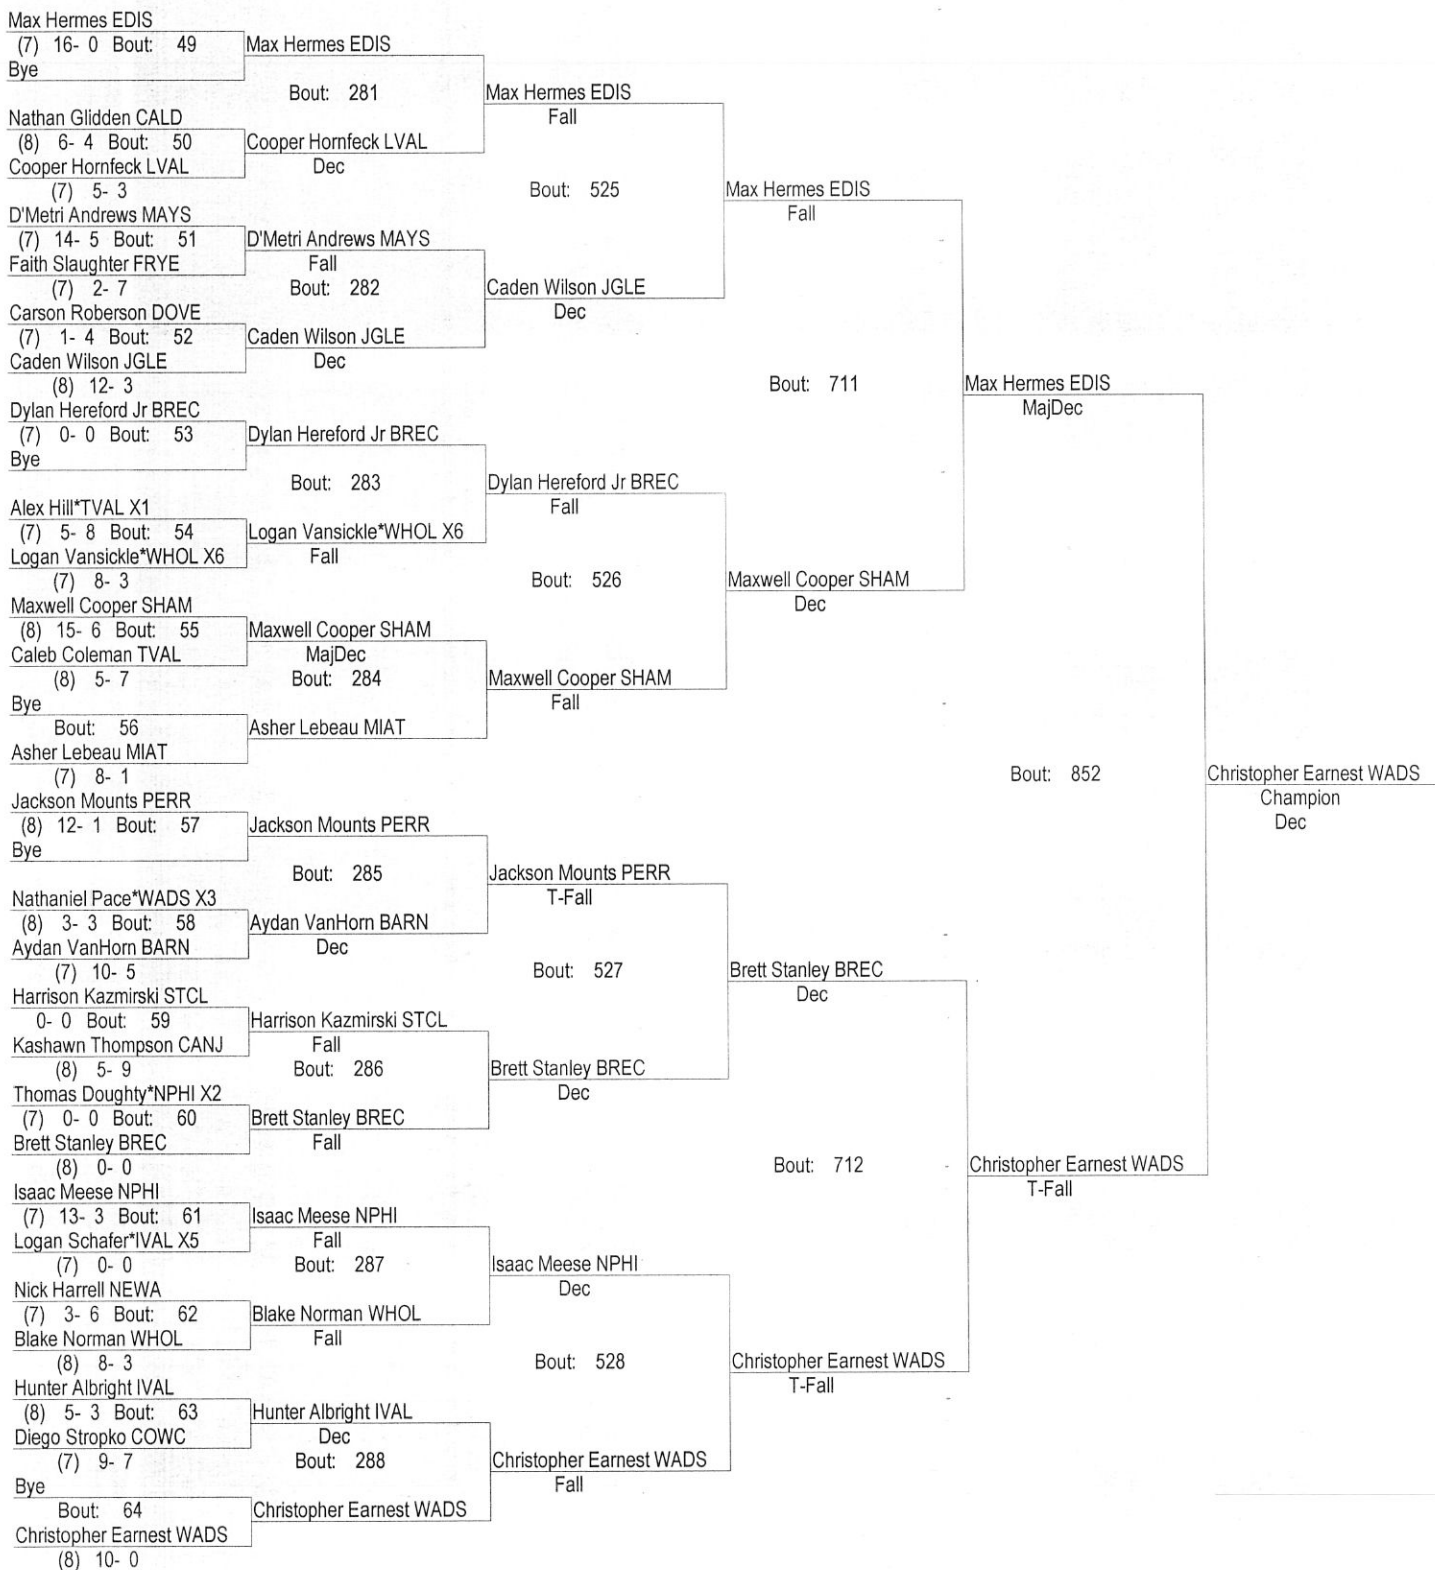 Max Hermes EDIS
(7) 16- 0 Bout: 49
Bye
Max Hermes EDIS
Bout: 281
Nathan Glidden CALD
(8) 6- 4 Bout: 50
Cooper Hornfeck LVAL
(7) 5- 3
Cooper Hornfeck LVAL
Dec
Max Hermes EDIS
Fall
Bout: 525
D'Metri Andrews MAYS
(7) 14- 5 Bout: 51
Faith Slaughter FRYE
(7) 2- 7
D'Metri Andrews MAYS
Fall
Bout: 282
Carson Roberson DOVE
(7) 1- 4 Bout: 52
Caden Wilson JGLE
(8) 12- 3
Caden Wilson JGLE
Dec
Caden Wilson JGLE
Dec
Max Hermes EDIS
Fall
Bout: 711
Dylan Hereford Jr BREC
(7) 0- 0 Bout: 53
Bye
Dylan Hereford Jr BREC
Bout: 283
Alex Hill*TVAL X1
(7) 5- 8 Bout: 54
Logan Vansickle*WHOL X6
(7) 8- 3
Logan Vansickle*WHOL X6
Fall
Dylan Hereford Jr BREC
Fall
Bout: 526
Maxwell Cooper SHAM
(8) 15- 6 Bout: 55
Caleb Coleman TVAL
(8) 5- 7
Maxwell Cooper SHAM
MajDec
Bout: 284
Bye
Bout: 56
Asher Lebeau MIAT
(7) 8- 1
Asher Lebeau MIAT
Maxwell Cooper SHAM
Fall
Maxwell Cooper SHAM
Dec
Max Hermes EDIS
MajDec
Bout: 852
Christopher Earnest WADS
Champion
Dec
Jackson Mounts PERR
(8) 12- 1 Bout: 57
Bye
Jackson Mounts PERR
Bout: 285
Nathaniel Pace*WADS X3
(8) 3- 3 Bout: 58
Aydan VanHorn BARN
(7) 10- 5
Aydan VanHorn BARN
Dec
Jackson Mounts PERR
T-Fall
Bout: 527
Harrison Kazmirski STCL
0- 0 Bout: 59
Kashawn Thompson CANJ
(8) 5- 9
Harrison Kazmirski STCL
Fall
Bout: 286
Thomas Doughty*NPHI X2
(7) 0- 0 Bout: 60
Brett Stanley BREC
(8) 0- 0
Brett Stanley BREC
Fall
Brett Stanley BREC
Dec
Brett Stanley BREC
Dec
Bout: 712
Isaac Meese NPHI
(7) 13- 3 Bout: 61
Logan Schafer*IVAL X5
(7) 0- 0
Isaac Meese NPHI
Fall
Bout: 287
Nick Harrell NEWA
(7) 3- 6 Bout: 62
Blake Norman WHOL
(8) 8- 3
Blake Norman WHOL
Fall
Isaac Meese NPHI
Dec
Bout: 528
Hunter Albright IVAL
(8) 5- 3 Bout: 63
Diego Stropko COWC
(7) 9- 7
Hunter Albright IVAL
Dec
Bout: 288
Bye
Bout: 64
Christopher Earnest WADS
(8) 10- 0
Christopher Earnest WADS
Christopher Earnest WADS
Fall
Christopher Earnest WADS
T-Fall
Christopher Earnest WADS
T-Fall